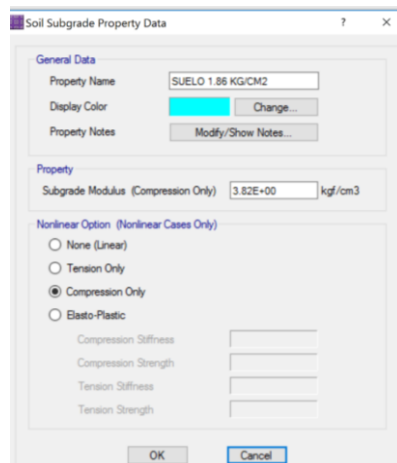 Soil Subgrade Property Data ? ×
General Data
Property Name SUELO 1.86 KG/CM2
Display Color Change...
Property Notes Modify/Show Notes...
Property
Subgrade Modulus (Compression Only) 3.82E+00 kgf/cm3
Nonlinear Option (Nonlinear Cases Only)
None (Linear)
Tension Only
Compression Only
Elasto-Plastic
Compression Stiffness
Compression Strength
Tension Stiffness
Tension Strength
OK Cancel